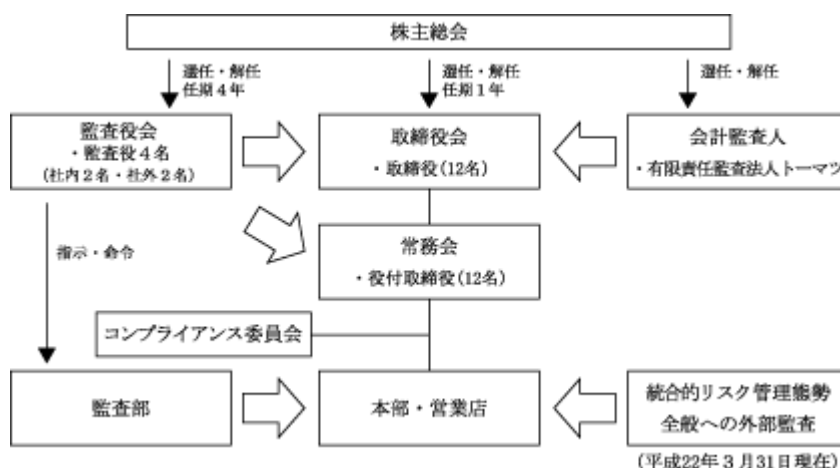 株主総会
選任・解任
任期4年
選任・解任
任期1年
選任・解任
監査役会
・監査役4名
(社内2名・社外2名)
取締役会
・取締役(12名)
会計監査人
・有限責任監査法人トーマツ
指示・命令
常務会
・役付取締役(12名)
コンプライアンス委員会
監査部
本部・営業店
統合的リスク管理態勢
全般への外部監査
(平成22年3月31日現在)